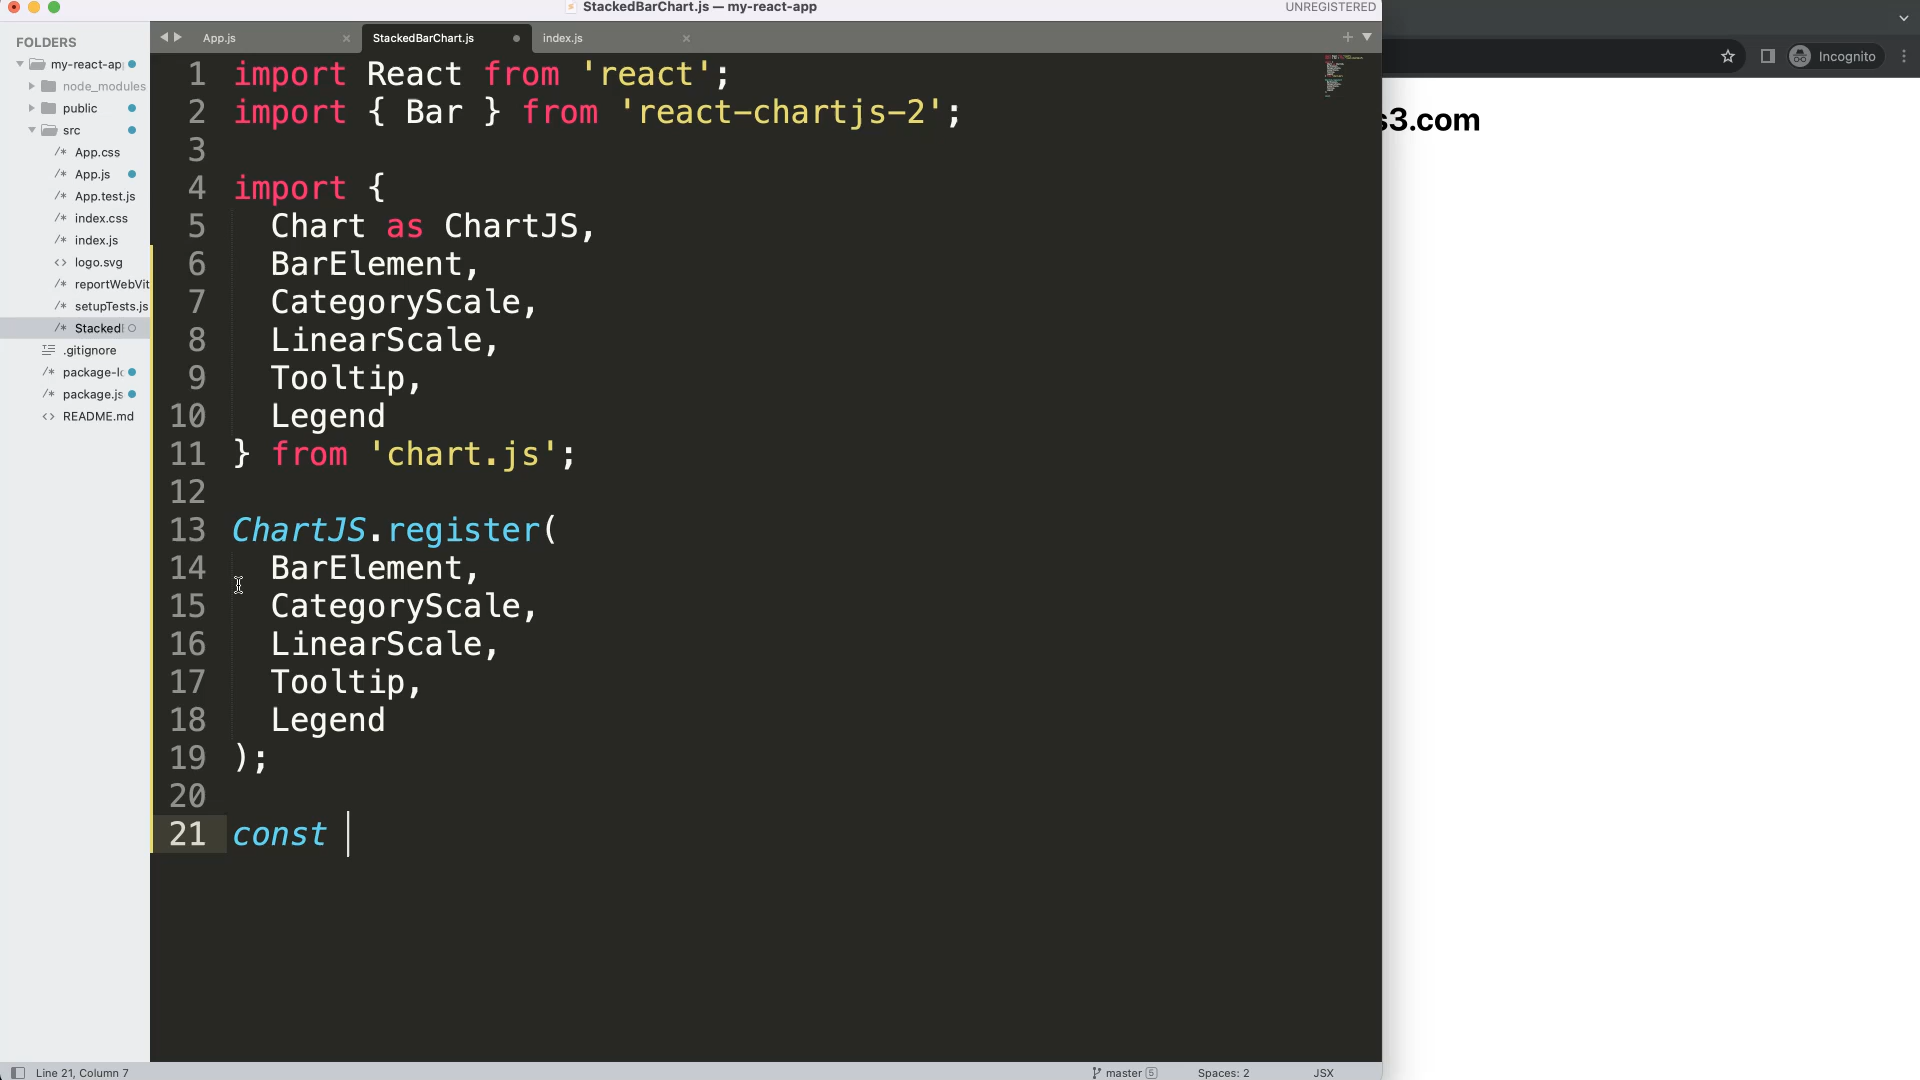 StackedBarChart.js — my-react-app
UNREGISTERED
FOLDERS
my-react-ap
node_modules
public
src
App.css
App.js
App.test.js
index.css
index.js
logo.svg
reportWebVit
setupTests.js
Stacked
.gitignore
package-l
package.js
README.md
App.js
StackedBarChart.js
index.js
1 import React from 'react';
2 import { Bar } from 'react-chartjs-2';
3
4 import {
5 Chart as ChartJS,
6 BarElement,
7 CategoryScale,
8 LinearScale,
9 Tooltip,
10 Legend
11 } from 'chart.js';
12
13 ChartJS.register(
14 BarElement,
15 CategoryScale,
16 LinearScale,
17 Tooltip,
18 Legend
19 );
20
21 const
Incognito
s3.com
Line 21, Column 7
master 5
Spaces: 2
JSX